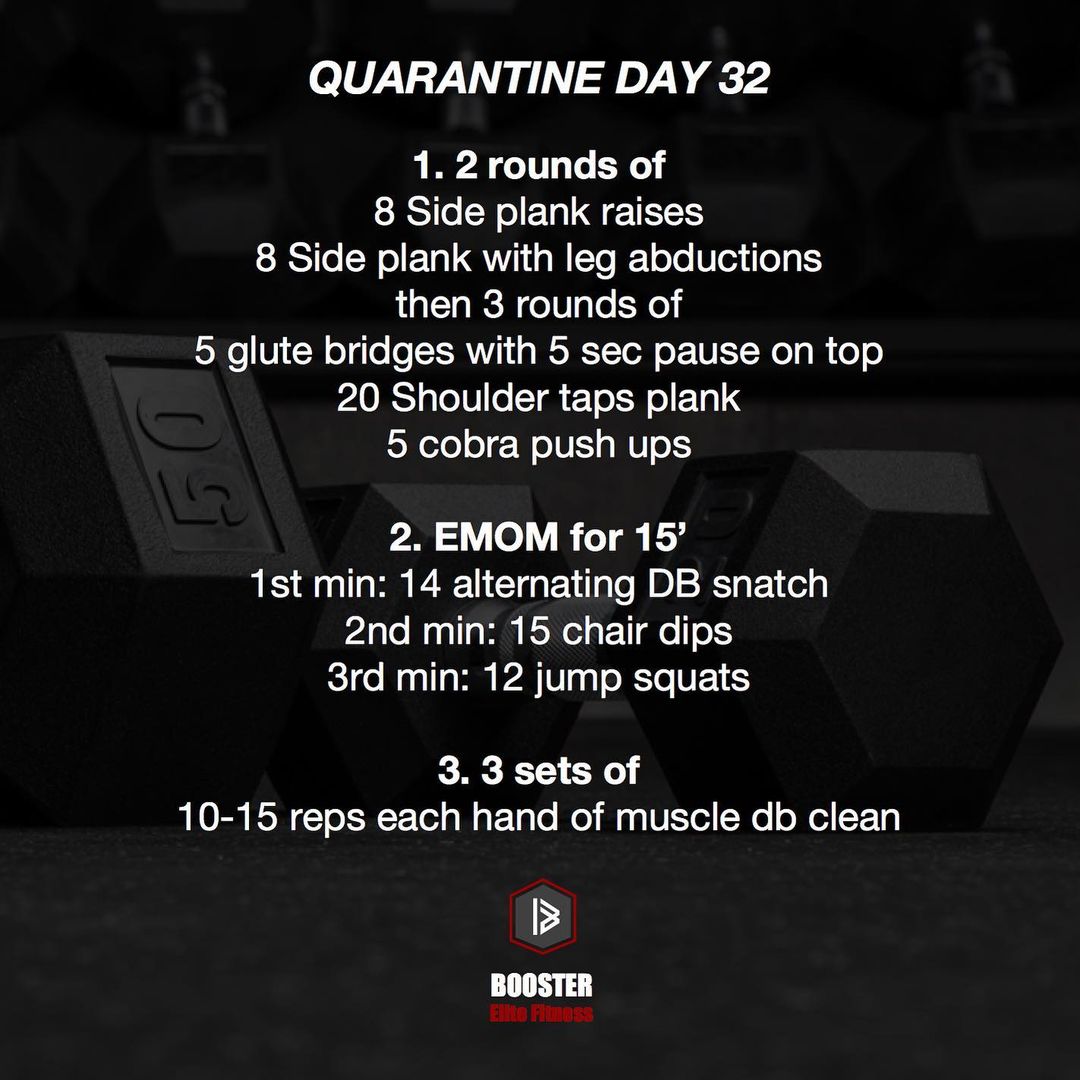 QUARANTINE DAY 32
1. 2 rounds of
8 Side plank raises
8 Side plank with leg abductions
then 3 rounds of
5 glute bridges with 5 sec pause on top
20 Shoulder taps plank
5 cobra push ups
50
2. EMOM for 15’
1st min: 14 alternating DB snatch
2nd min: 15 chair dips
3rd min: 12 jump squats
3. 3 sets of
10-15 reps each hand of muscle db clean
BOOSTER
Elite Fitness